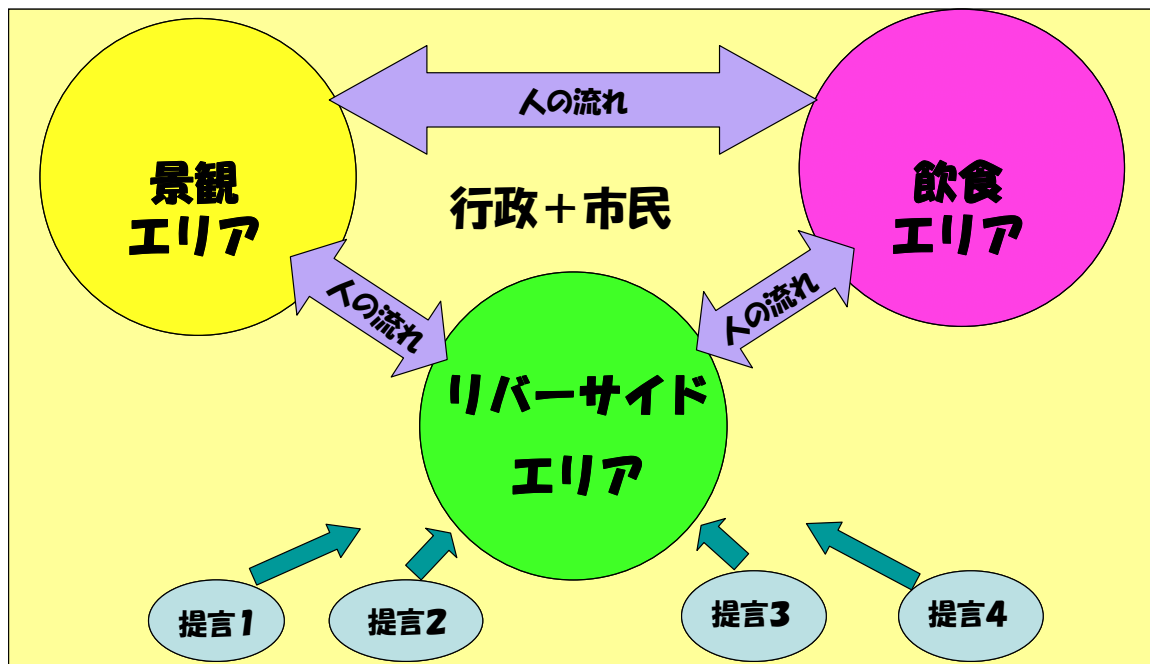 人の流れ
景観
エリア
飲食
エリア
行政＋市民
人の流れ
人の流れ
リバーサイド
エリア
提言1
提言2
提言3
提言4